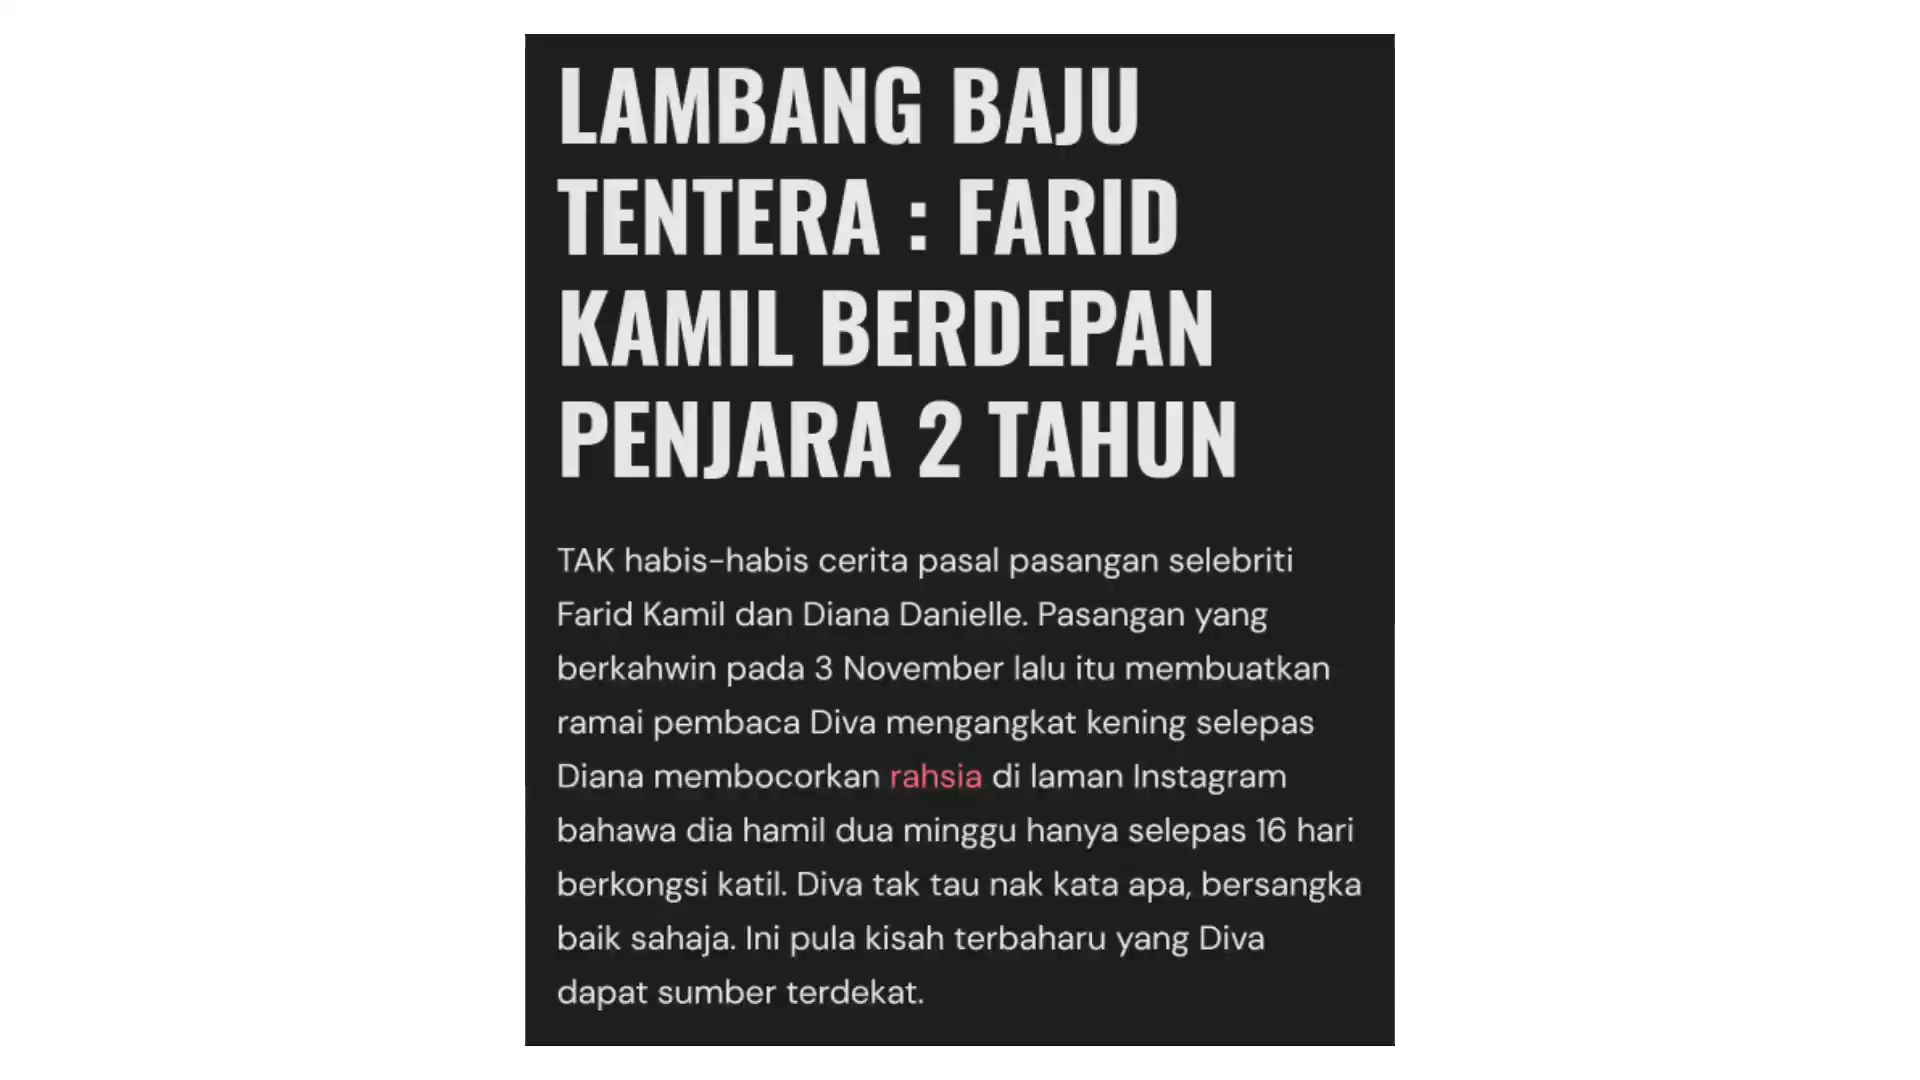 LAMBANG BAJU
TENTERA : FARID
KAMIL BERDEPAN
PENJARA 2 TAHUN
TAK habis-habis cerita pasal pasangan selebriti
Farid Kamil dan Diana Danielle. Pasangan yang
berkahwin pada 3 November lalu itu membuatkan
ramai pembaca Diva mengangkat kening selepas
Diana membocorkan rahsia di laman Instagram
bahawa dia hamil dua minggu hanya selepas 16 hari
berkongsi katil. Diva tak tau nak kata apa, bersangka
baik sahaja. Ini pula kisah terbaharu yang Diva
dapat sumber terdekat.